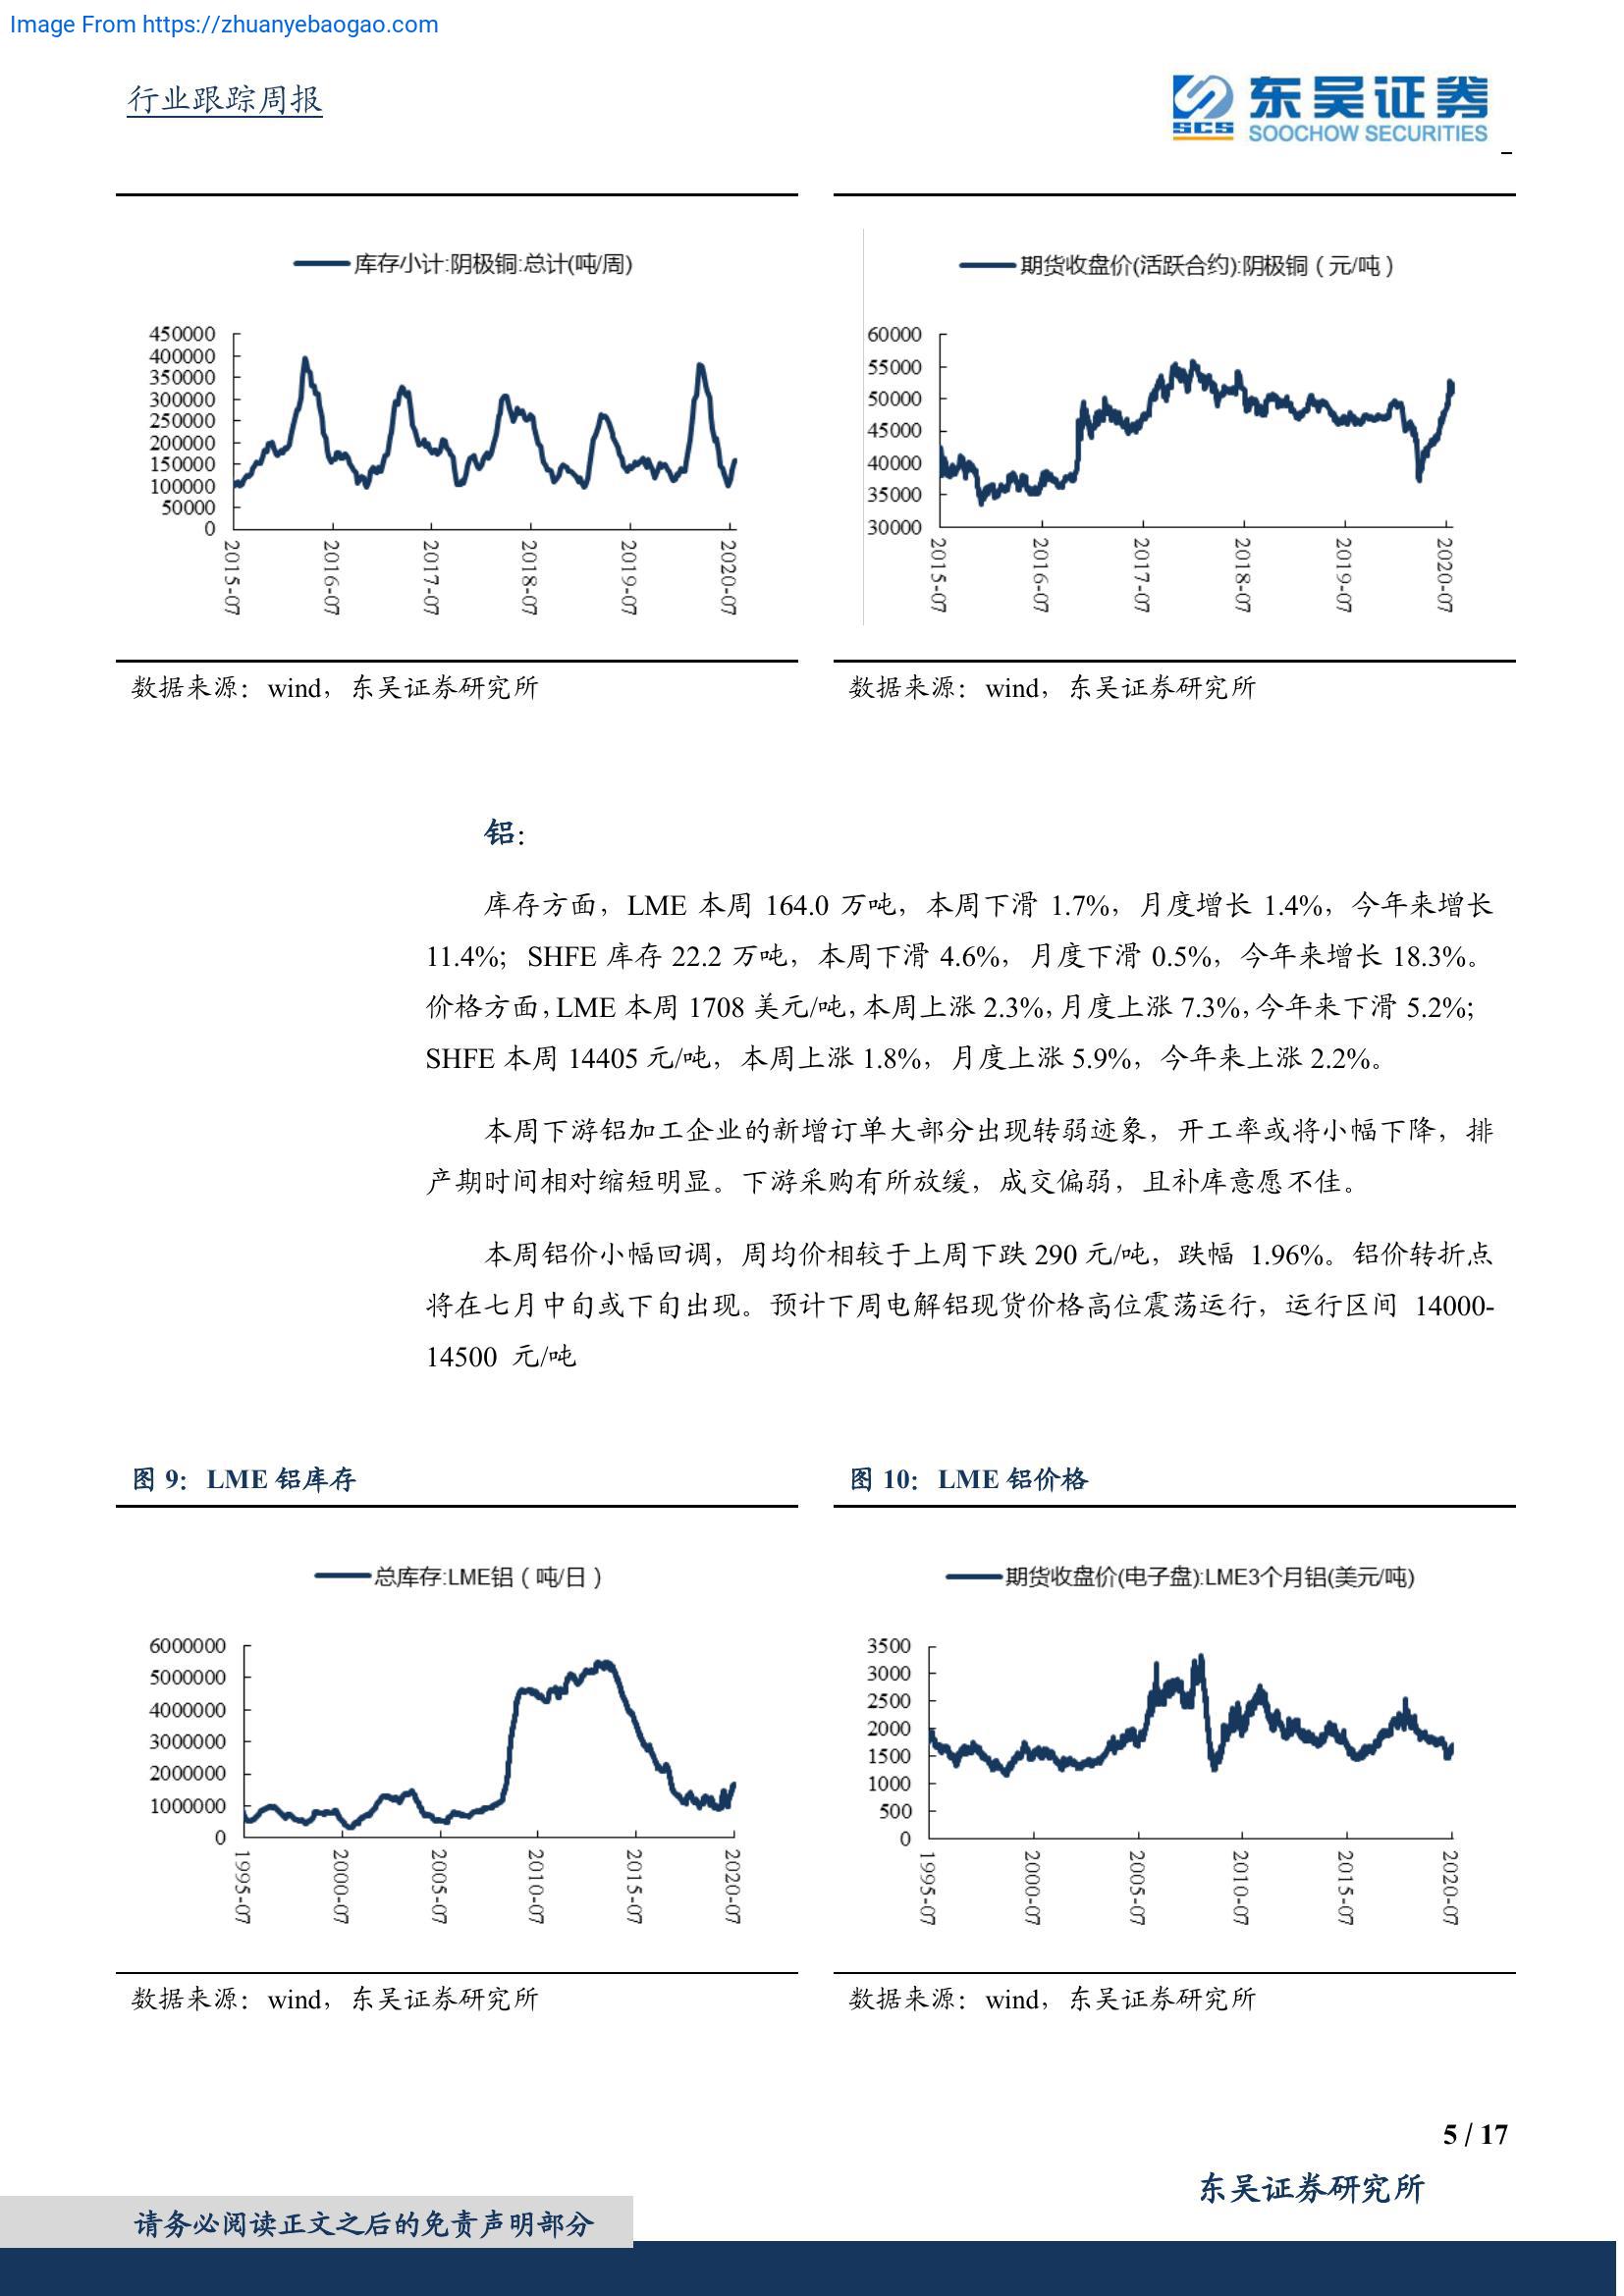 Image From https://zhuanyebaogao.com
行业跟踪周报
SCS
东吴证券
SOOCHOW SECURITIES
库存小计:阴极铜:总计(吨/周)
450000
400000
350000
300000
250000
200000
150000
100000
50000
0
2015-07
2016-07
2017-07
2018-07
2019-07
2020-07
期货收盘价(活跃合约):阴极铜（元/吨）
60000
55000
50000
45000
40000
35000
30000
2015-07
2016-07
2017-07
2018-07
2019-07
2020-07
数据来源：wind，东吴证券研究所
数据来源：wind，东吴证券研究所
铝：
库存方面，LME 本周 164.0 万吨，本周下滑 1.7%，月度增长 1.4%，今年来增长
11.4%；SHFE 库存 22.2 万吨，本周下滑 4.6%，月度下滑 0.5%，今年来增长 18.3%。
价格方面，LME 本周 1708 美元/吨，本周上涨 2.3%，月度上涨 7.3%，今年来下滑 5.2%；
SHFE 本周 14405 元/吨，本周上涨 1.8%，月度上涨 5.9%，今年来上涨 2.2%。
本周下游铝加工企业的新增订单大部分出现转弱迹象，开工率或将小幅下降，排
产期时间相对缩短明显。下游采购有所放缓，成交偏弱，且补库意愿不佳。
本周铝价小幅回调，周均价相较于上周下跌 290 元/吨，跌幅 1.96%。铝价转折点
将在七月中旬或下旬出现。预计下周电解铝现货价格高位震荡运行，运行区间 14000-
14500 元/吨
图 9：LME 铝库存
图 10：LME 铝价格
总库存:LME铝（吨/日）
6000000
5000000
4000000
3000000
2000000
1000000
0
1995-07
2000-07
2005-07
2010-07
2015-07
2020-07
期货收盘价(电子盘):LME3个月铝(美元/吨)
3500
3000
2500
2000
1500
1000
500
0
1995-07
2000-07
2005-07
2010-07
2015-07
2020-07
数据来源：wind，东吴证券研究所
数据来源：wind，东吴证券研究所
5 / 17
东吴证券研究所
请务必阅读正文之后的免责声明部分